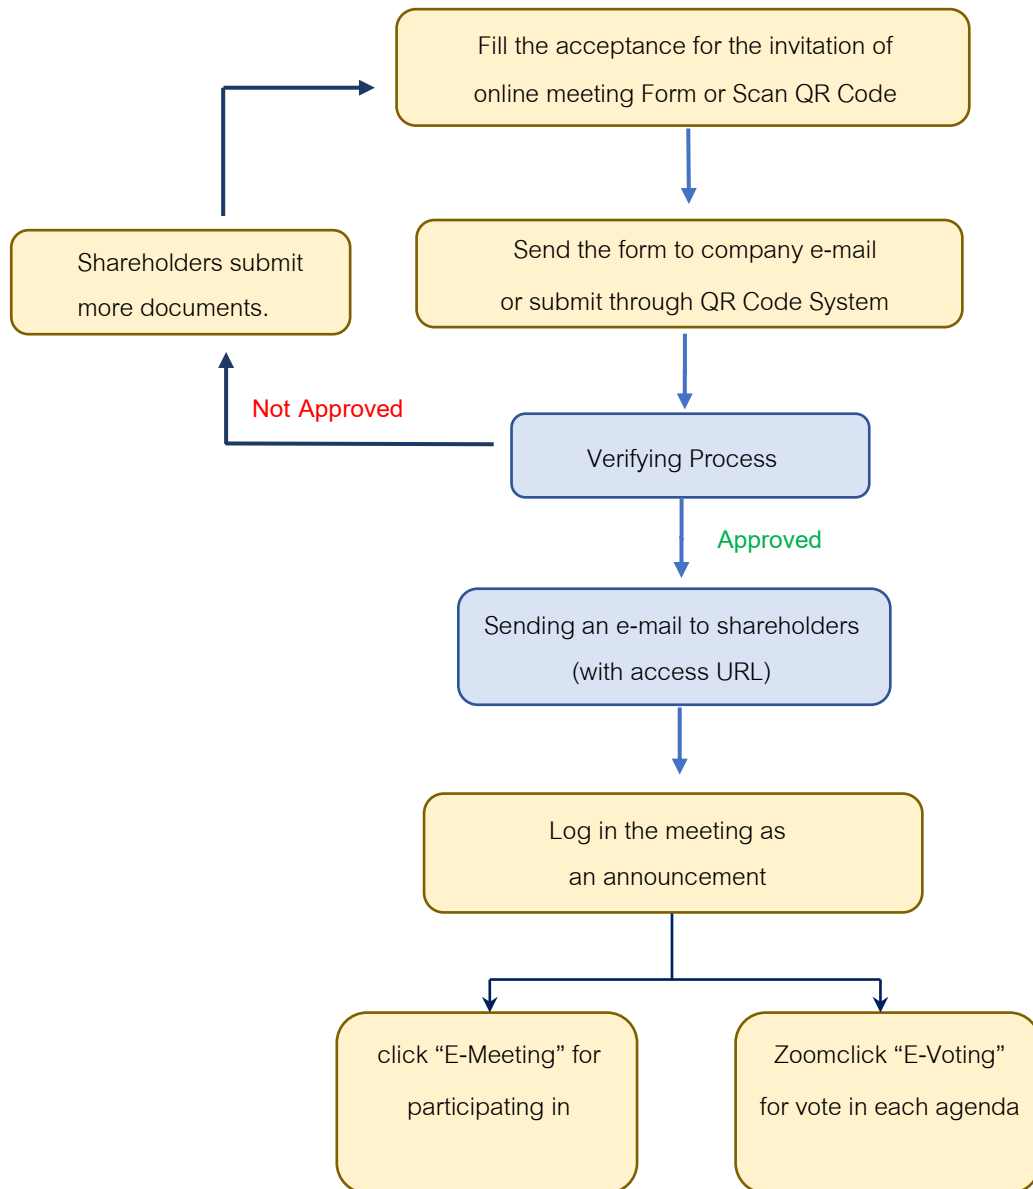 Fill the acceptance for the invitation of
online meeting Form or Scan QR Code
Send the form to company e-mail
or submit through QR Code System
Shareholders submit
more documents.
Not Approved
Verifying Process
Approved
Sending an e-mail to shareholders
(with access URL)
Log in the meeting as
an announcement
click “E-Meeting” for
participating in
Zoomclick “E-Voting”
for vote in each agenda